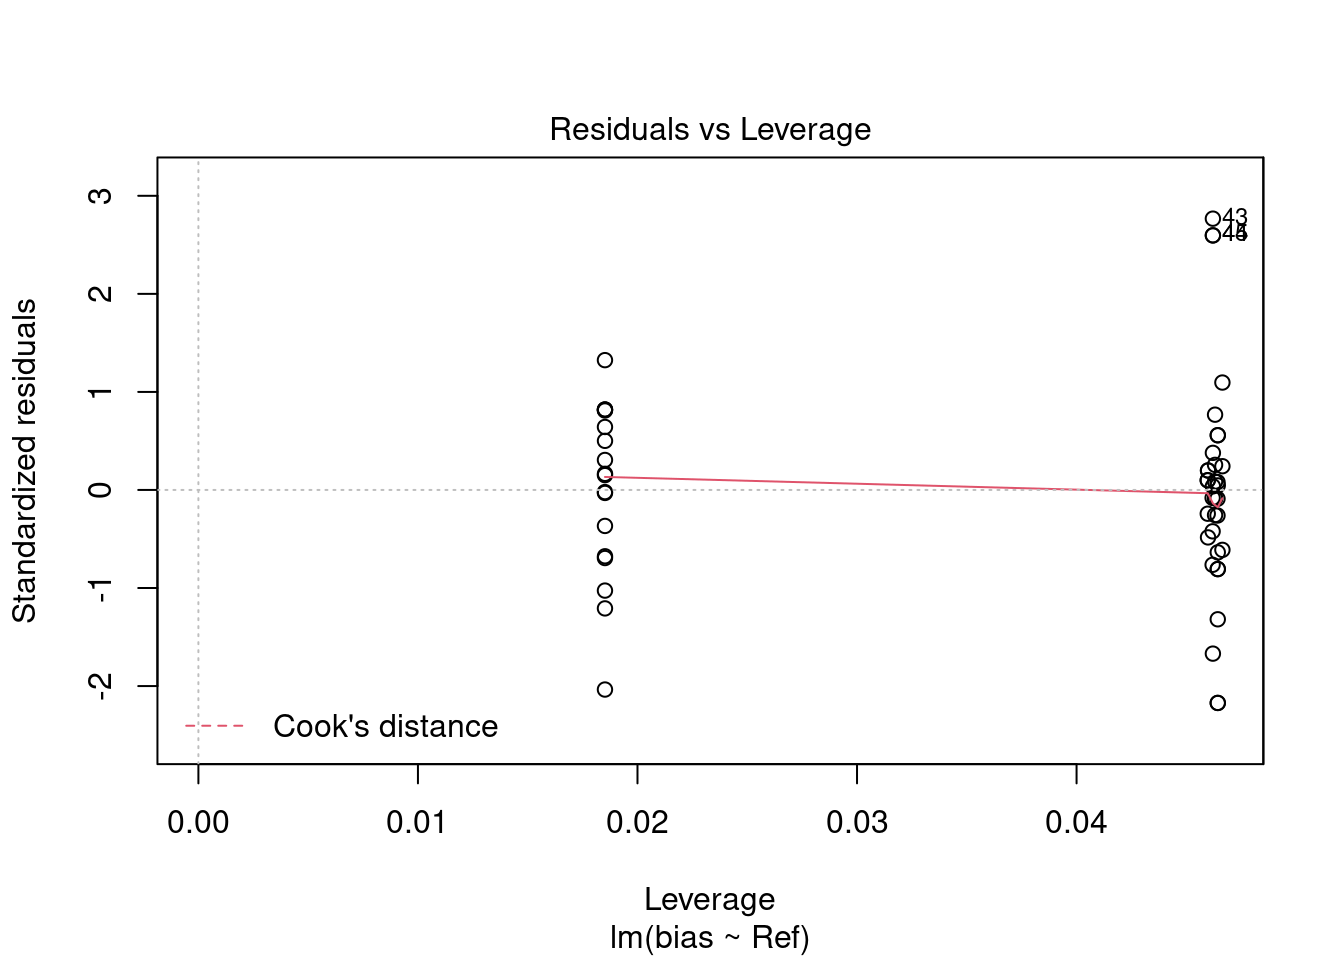 Residuals vs Leverage
Standardized residuals
3
2
1
0
-1
-2
43
Cook's distance
0.00 0.01 0.02 0.03 0.04
Leverage
lm(bias ~ Ref)